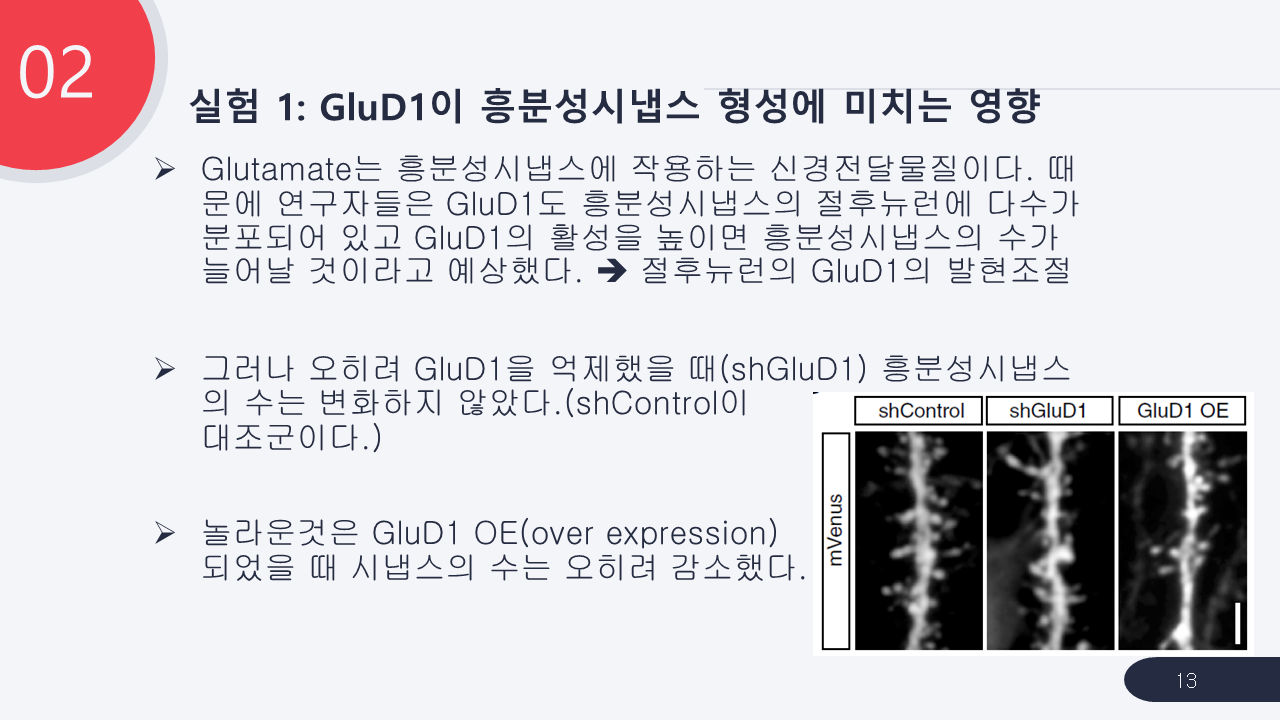 02
실험 1: GluD1이 흥분성시냅스 형성에 미치는 영향
➢ Glutamate는 흥분성시냅스에 작용하는 신경전달물질이다. 때
문에 연구자들은 GluD1도 흥분성시냅스의 절후뉴런에 다수가
분포되어 있고 GluD1의 활성을 높이면 흥분성시냅스의 수가
늘어날 것이라고 예상했다. ➔ 절후뉴런의 GluD1의 발현조절
➢ 그러나 오히려 GluD1을 억제했을 때(shGluD1) 흥분성시냅스
의 수는 변화하지 않았다.(shControl이
대조군이다.)
➢ 놀라운것은 GluD1 OE(over expression)
되었을 때 시냅스의 수는 오히려 감소했다.
shControl shGluD1 GluD1 OE
mVenus
13